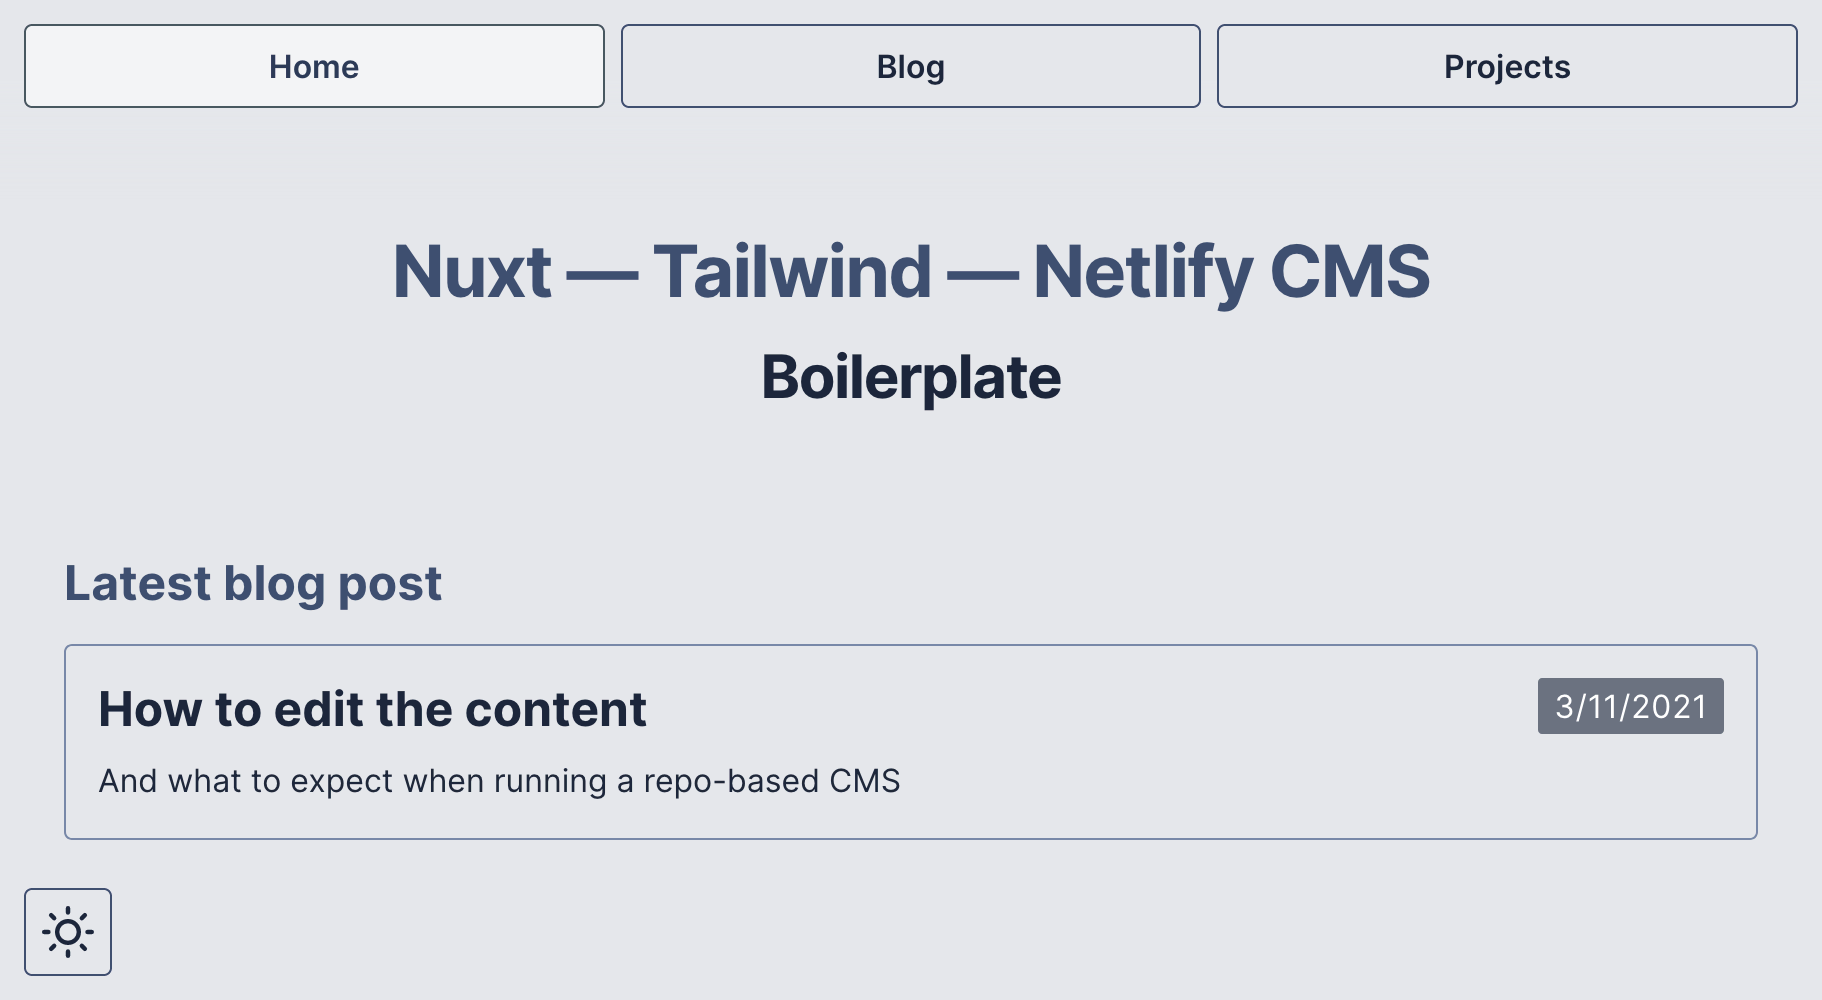 Home
Blog
Projects
Nuxt — Tailwind — Netlify CMS
Boilerplate
Latest blog post
How to edit the content
3/11/2021
And what to expect when running a repo-based CMS